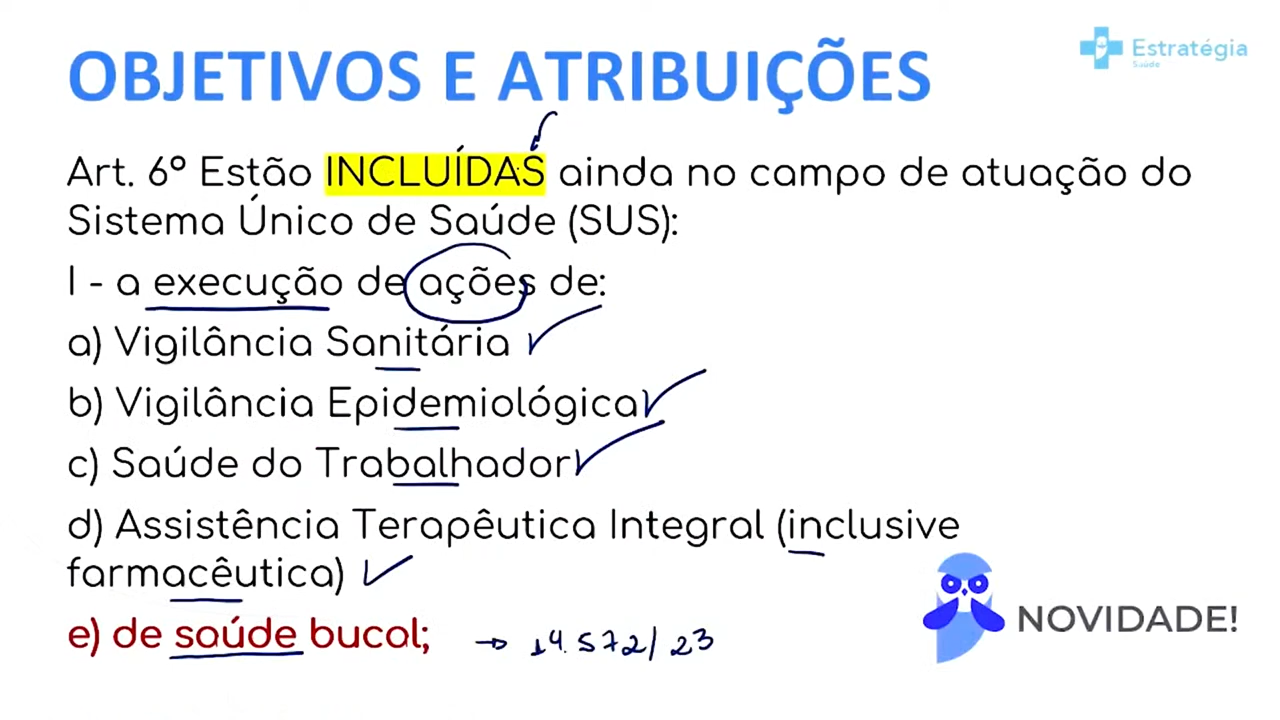 Estratégia
Saúde
OBJETIVOS E ATRIBUIÇÕES
Art. 6º Estão INCLUÍDAS ainda no campo de atuação do
Sistema Único de Saúde (SUS):
I - a execução de ações de:
a) Vigilância Sanitária
b) Vigilância Epidemiológica
c) Saúde do Trabalhador
d) Assistência Terapêutica Integral (inclusive
farmacêutica)
e) de saúde bucal; → 14.572/23
NOVIDADE!